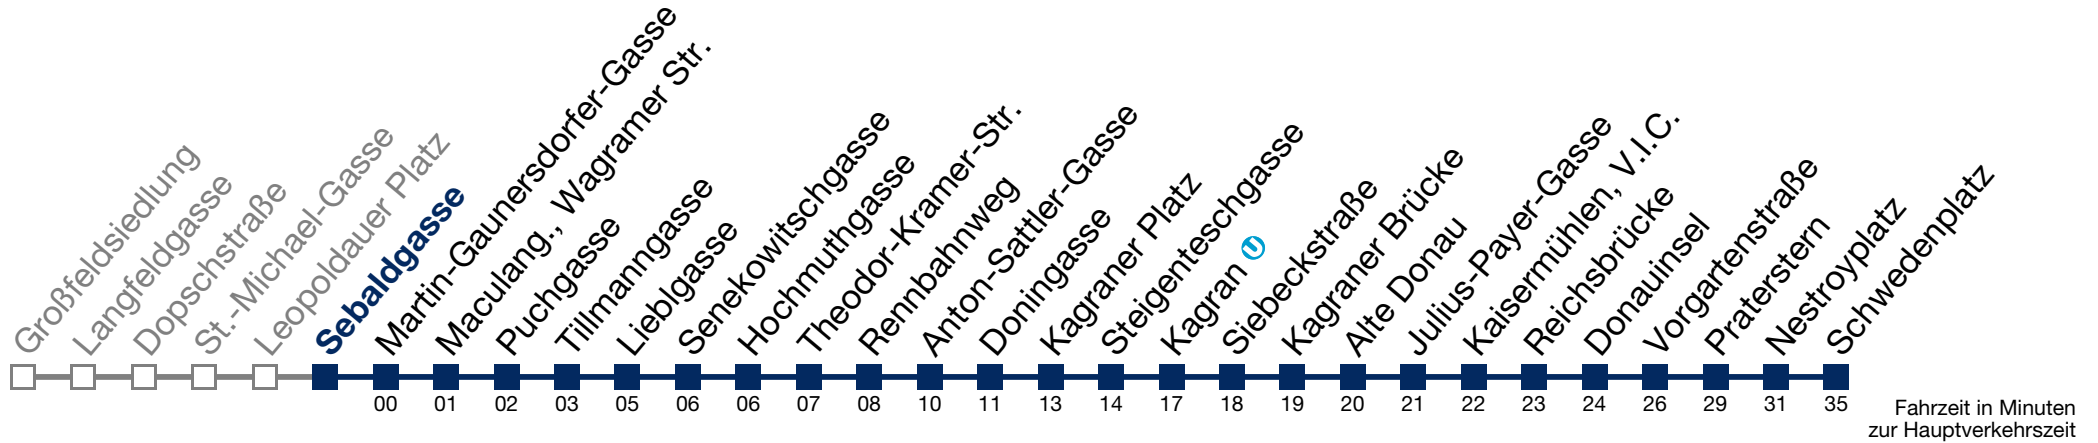 Großfeldsiedlung
Langfeldgasse
Dopschstraße
St.-Michael-Gasse
Leopoldauer Platz
Sebaldgasse
Martin-Gaunersdorfer-Gasse
Maculang., Wagramer Str.
Puchgasse
Tillmanngasse
Lieblgasse
Senekowitschgasse
Hochmuthgasse
Theodor-Kramer-Str.
Rennbahnweg
Anton-Sattler-Gasse
Doningasse
Kagraner Platz
Steigenteschgasse
Kagran U
Siebeckstraße
Kagraner Brücke
Alte Donau
Julius-Payer-Gasse
Kaisermühlen, V.I.C.
Reichsbrücke
Donauinsel
Vorgartenstraße
Praterstern
Nestroyplatz
Schwedenplatz
00 01 02 03 05 06 06 07 08 10 11 13 14 17 18 19 20 21 22 23 24 26 29 31 35
Fahrzeit in Minuten
zur Hauptverkehrszeit